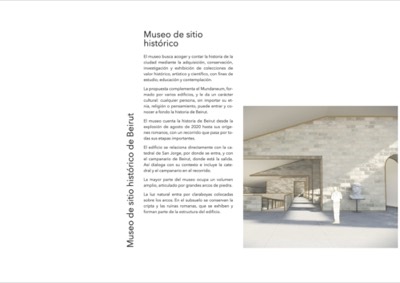 Museo de sitio
histórico
El museo busca acoger y contar la historia de la
ciudad mediante la adquisición, conservación,
investigación y exhibición de colecciones de
valor histórico, artístico y científico, con fines de
estudio, educación y contemplación.
La propuesta complementa el Mundaneum, for-
mado por varios edificios, y le da un carácter
cultural: cualquier persona, sin importar su et-
nia, religión o pensamiento, puede entrar y co-
nocer a fondo la historia de Beirut.
El museo cuenta la historia de Beirut desde la
explosión de agosto de 2020 hasta sus oríge-
nes romanos, con un recorrido que pasa por to-
das sus etapas importantes.
El edificio se relaciona directamente con la ca-
tedral de San Jorge, por donde se entra, y con
el campanario de Beirut, donde está la salida.
Así dialoga con su contexto e incluye la cate-
dral y el campanario en el recorrido.
La mayor parte del museo ocupa un volumen
simple, articulado por grandes arcos de piedra.
La luz natural entra por claraboyas colocadas
sobre los arcos. En el subsuelo se conservan la
cripta y las ruinas romanas, que se exhiben y
forman parte de la estructura del edificio.
Museo de sitio histórico de Beirut